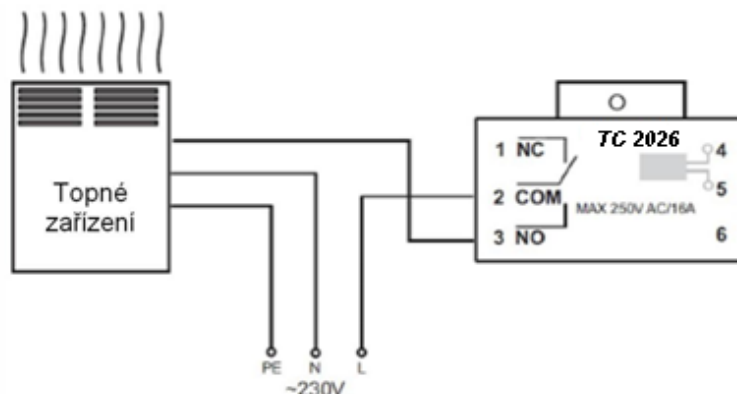 Topné
zařízení
TC 2026
1 NC
2 COM
3 NO
MAX 250V AC/16A
4
5
6
PE N L
~230V